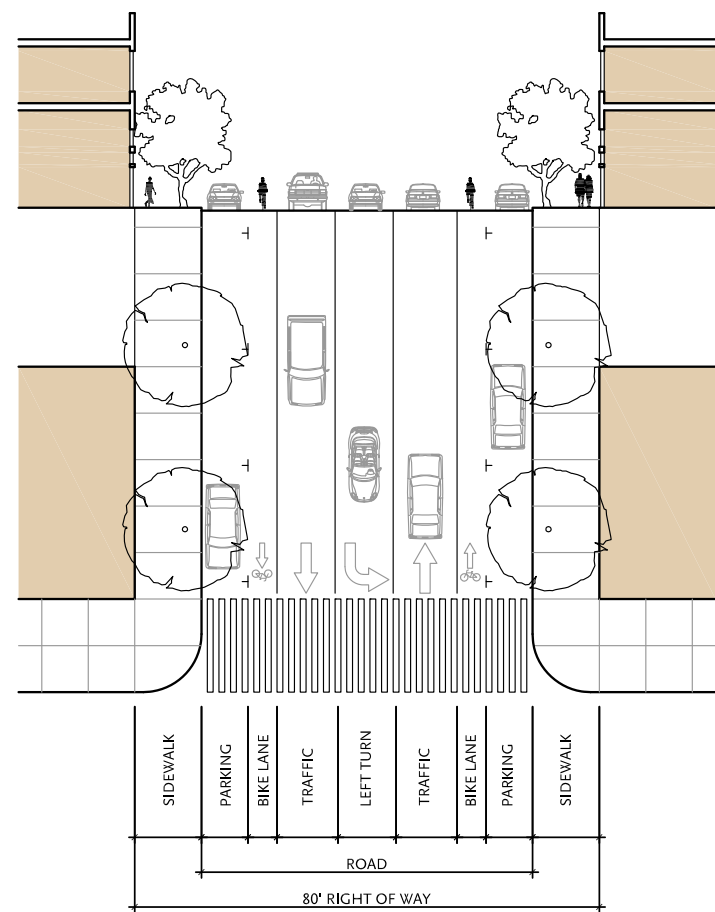 SIDEWALK
PARKING
BIKE LANE
TRAFFIC
LEFT TURN
TRAFFIC
BIKE LANE
PARKING
SIDEWALK
ROAD
80' RIGHT OF WAY